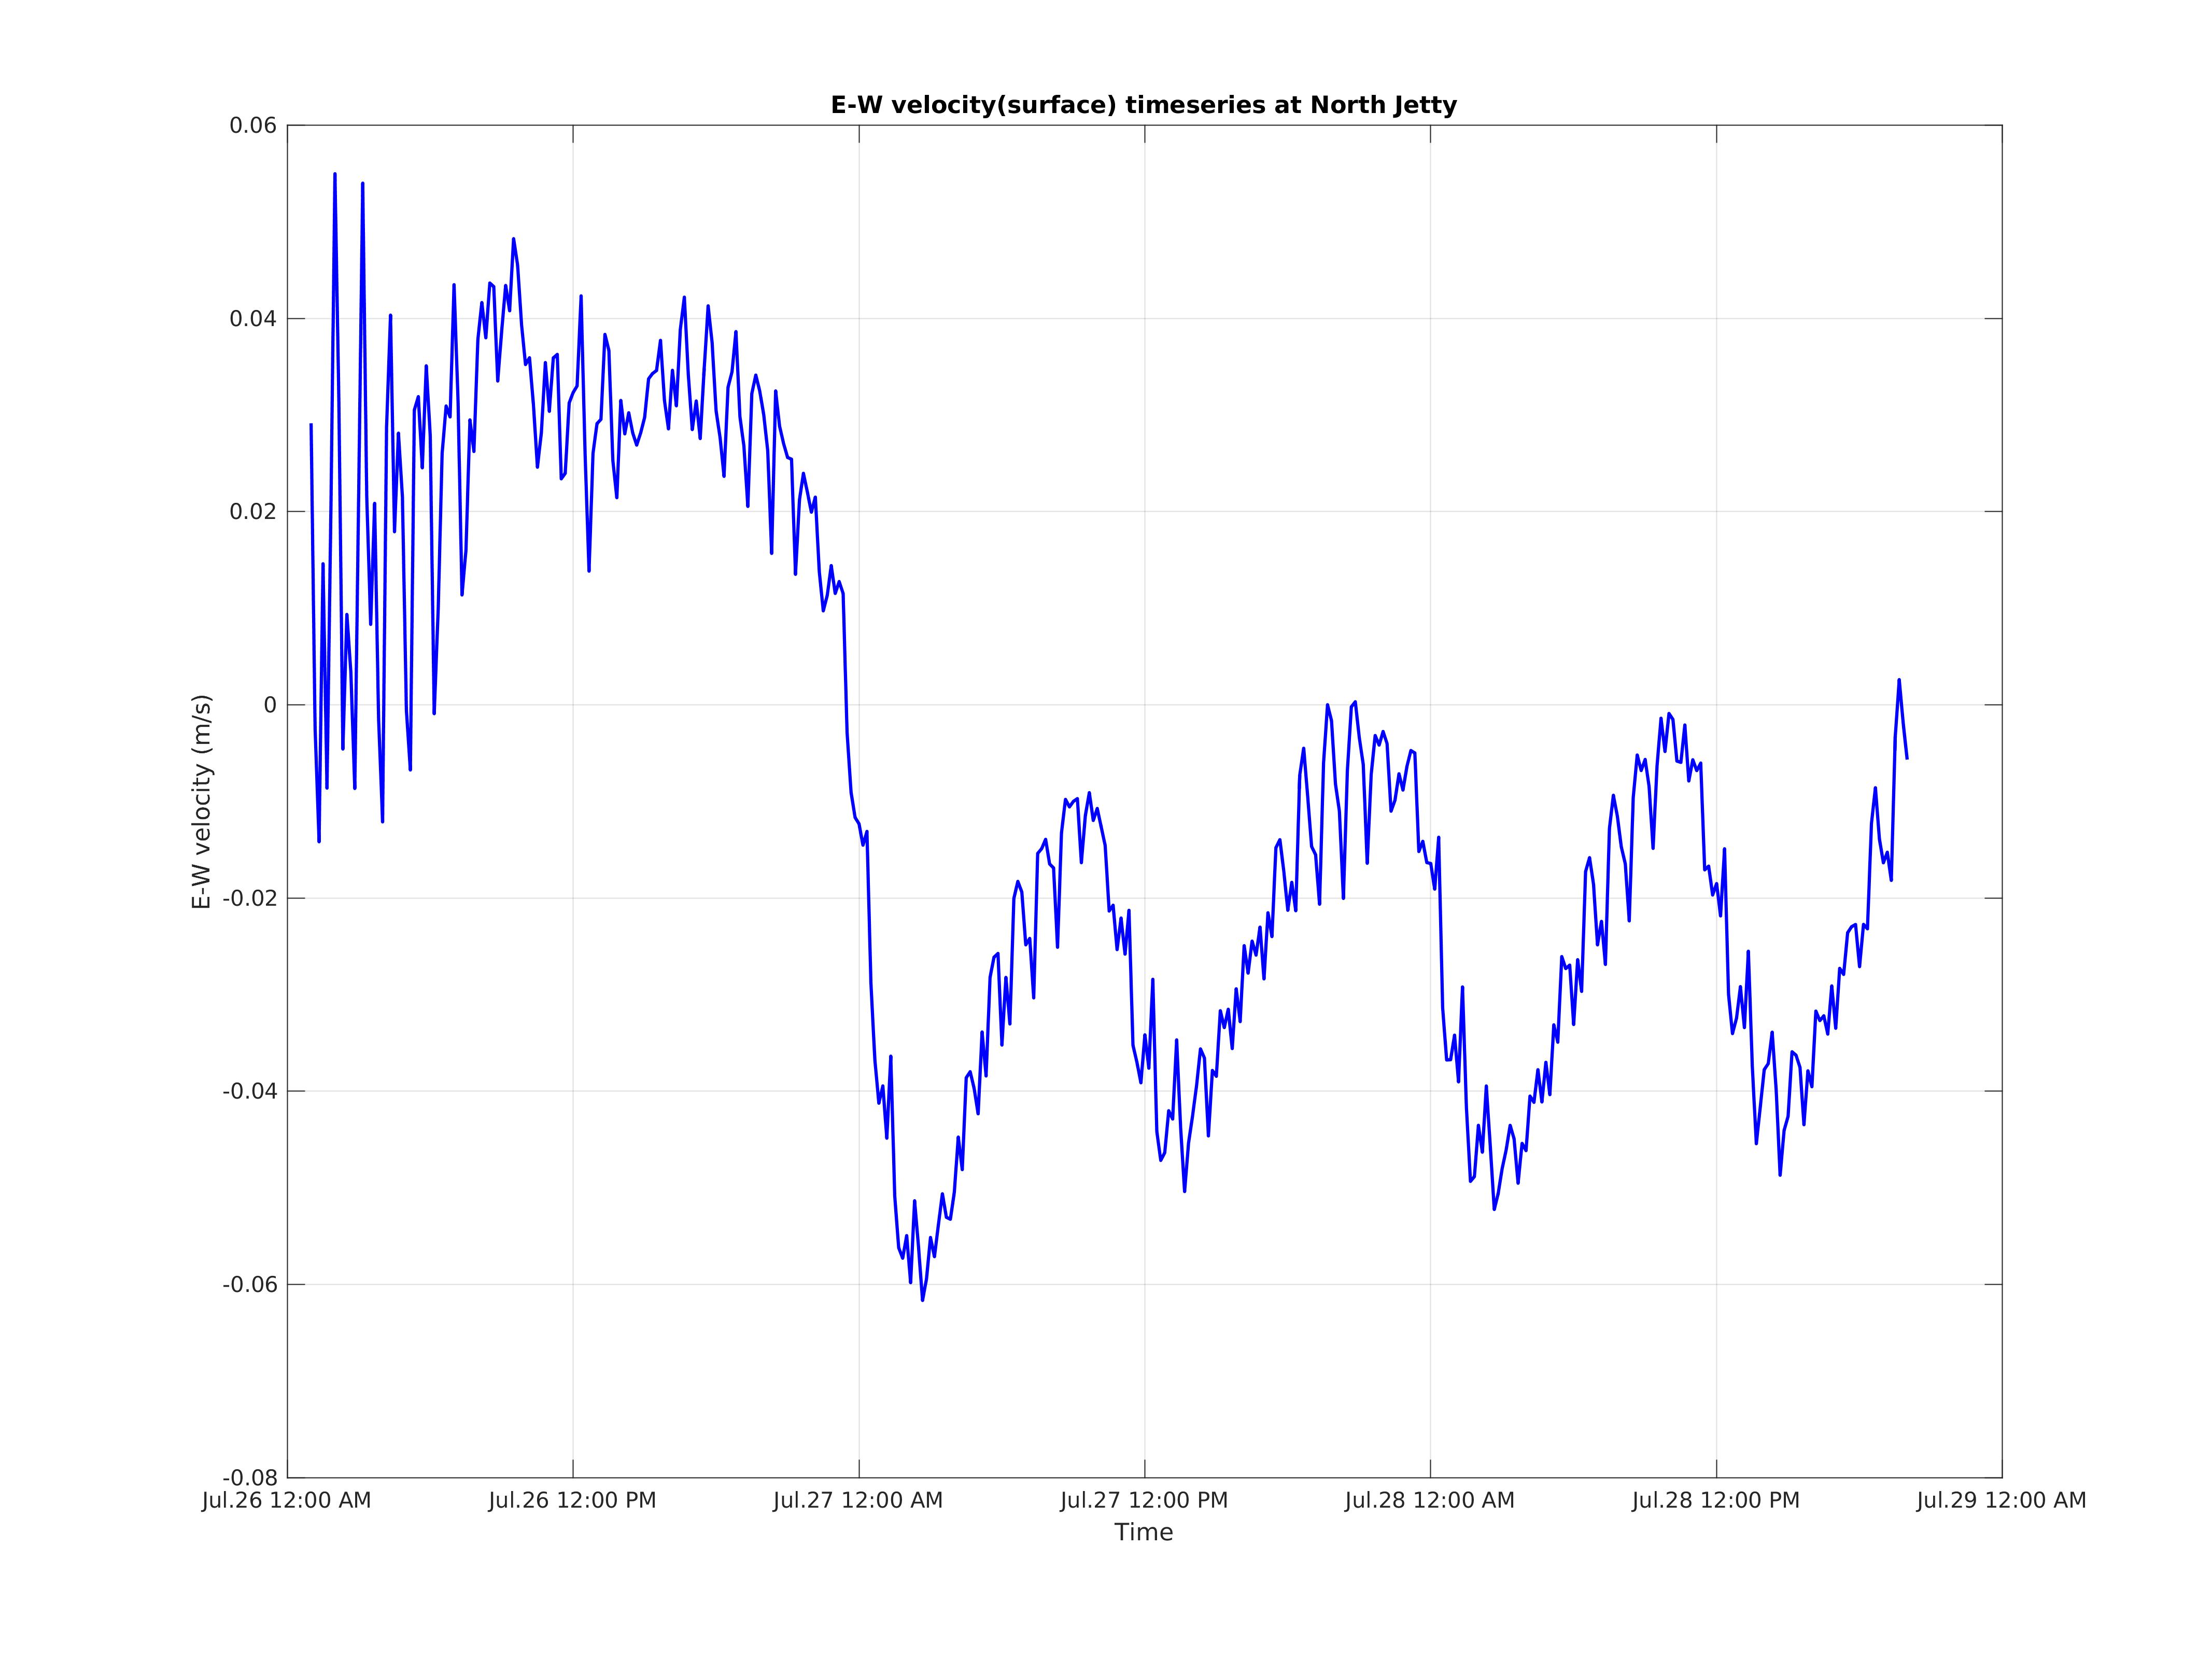 E-W velocity(surface) timeseries at North Jetty
0.06
0.04
0.02
0
-0.02
-0.04
-0.06
-0.08
E-W velocity (m/s)
Jul.26 12:00 AM Jul.26 12:00 PM Jul.27 12:00 AM Jul.27 12:00 PM Jul.28 12:00 AM Jul.28 12:00 PM Jul.29 12:00 AM
Time